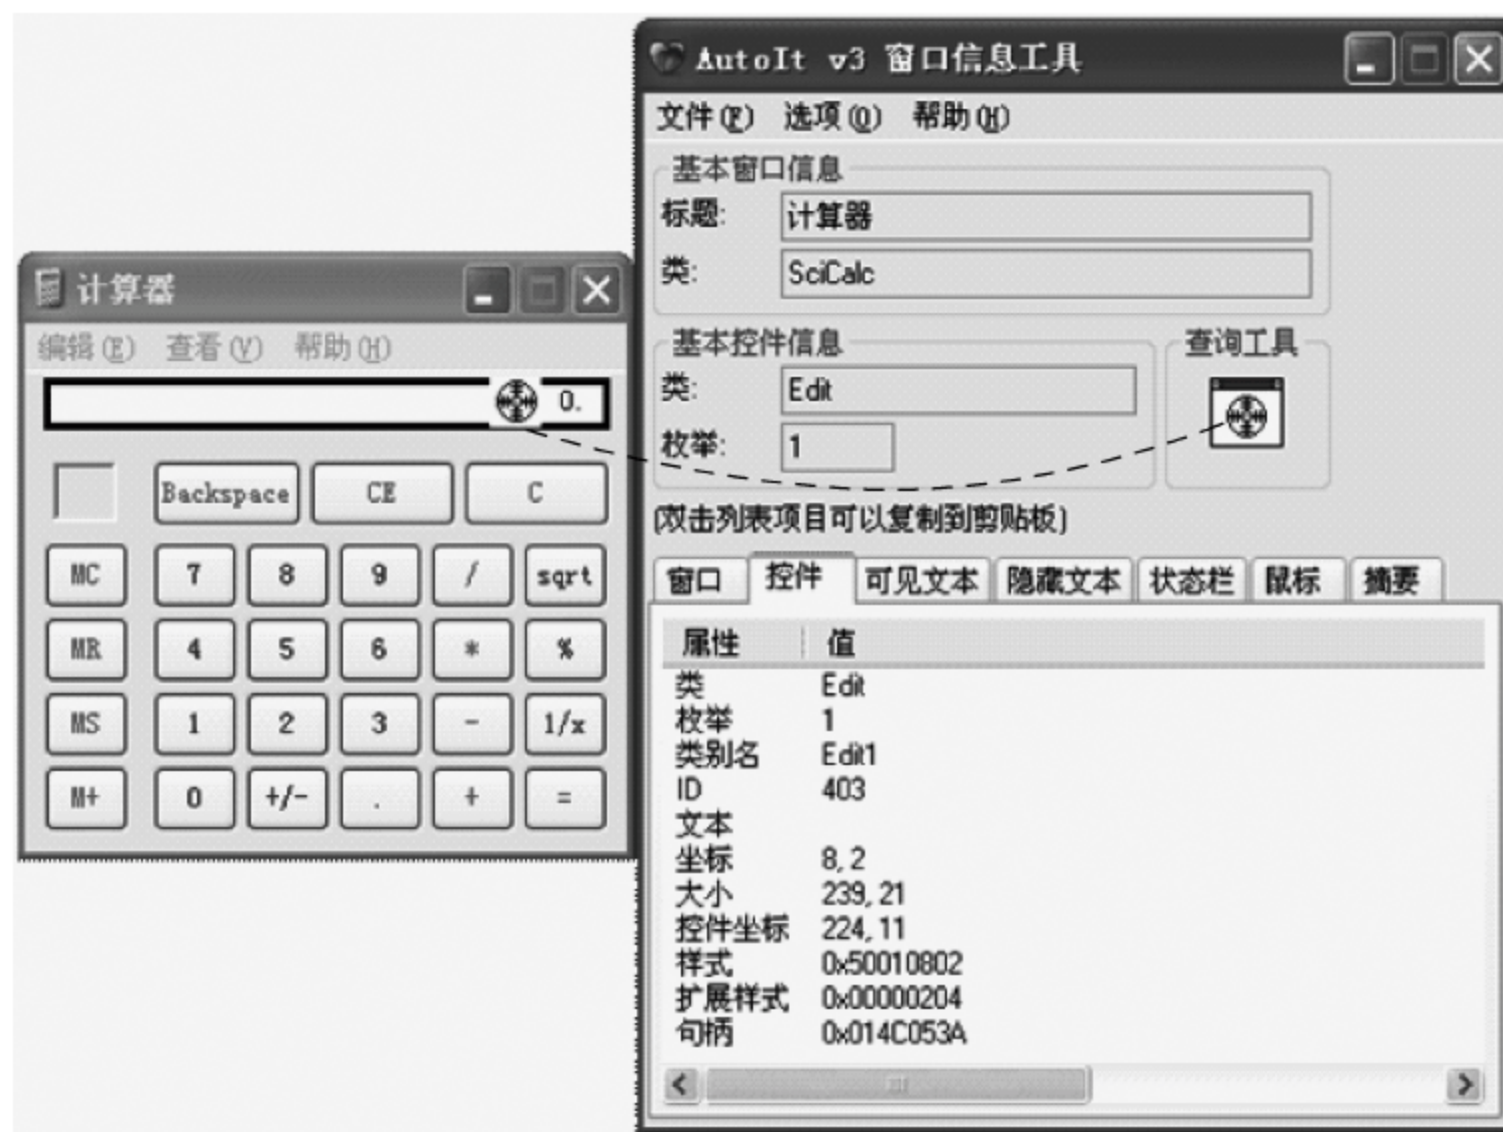 AutoIt v3 窗口信息工具
文件(F) 选项(O) 帮助(H)
基本窗口信息
标题: 计算器
类: SciCalc
基本控件信息
类: Edit
枚举: 1
查询工具
(双击列表项目可以复制到剪贴板)
窗口 控件 可见文本 隐藏文本 状态栏 鼠标 摘要
属性 值
类 Edit
枚举 1
类别名 Edit1
ID 403
文本
坐标 8, 2
大小 239, 21
控件坐标 224, 11
样式 0x50010802
扩展样式 0x00000204
句柄 0x014C053A
计算器
编辑(E) 查看(V) 帮助(H)
0.
Backspace CE C
MC 7 8 9 / sqrt
MR 4 5 6 * %
MS 1 2 3 - 1/x
M+ 0 +/- . + =